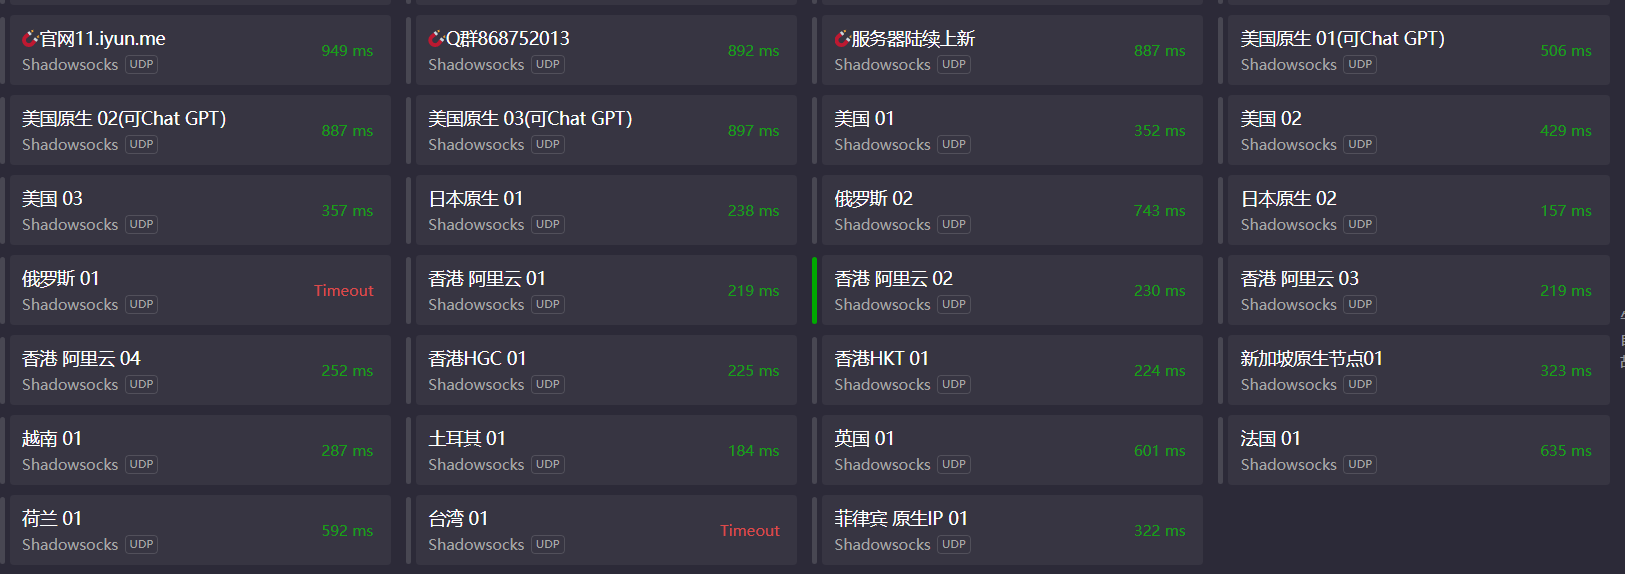 官网11.iyun.me
Shadowsocks UDP
949 ms
Q群868752013
Shadowsocks UDP
892 ms
服务器陆续上新
Shadowsocks UDP
887 ms
美国原生 01(可Chat GPT)
Shadowsocks UDP
506 ms
美国原生 02(可Chat GPT)
Shadowsocks UDP
887 ms
美国原生 03(可Chat GPT)
Shadowsocks UDP
897 ms
美国 01
Shadowsocks UDP
352 ms
美国 02
Shadowsocks UDP
429 ms
美国 03
Shadowsocks UDP
357 ms
日本原生 01
Shadowsocks UDP
238 ms
俄罗斯 02
Shadowsocks UDP
743 ms
日本原生 02
Shadowsocks UDP
157 ms
俄罗斯 01
Shadowsocks UDP
Timeout
香港 阿里云 01
Shadowsocks UDP
219 ms
香港 阿里云 02
Shadowsocks UDP
230 ms
香港 阿里云 03
Shadowsocks UDP
219 ms
香港 阿里云 04
Shadowsocks UDP
252 ms
香港HGC 01
Shadowsocks UDP
225 ms
香港HKT 01
Shadowsocks UDP
224 ms
新加坡原生节点01
Shadowsocks UDP
323 ms
越南 01
Shadowsocks UDP
287 ms
土耳其 01
Shadowsocks UDP
184 ms
英国 01
Shadowsocks UDP
601 ms
法国 01
Shadowsocks UDP
635 ms
荷兰 01
Shadowsocks UDP
592 ms
台湾 01
Shadowsocks UDP
Timeout
菲律宾 原生IP 01
Shadowsocks UDP
322 ms